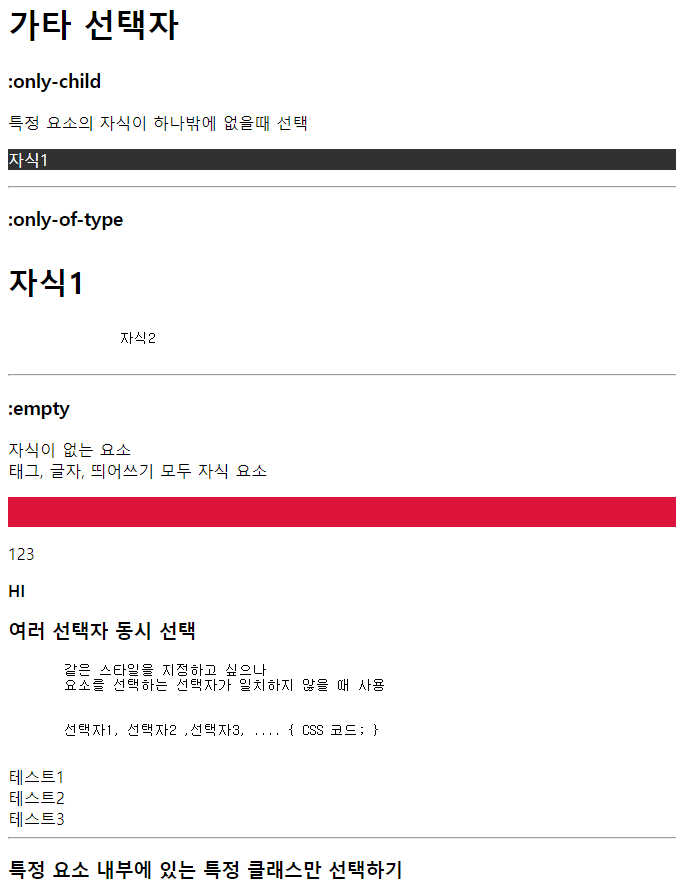 가타 선택자
:only-child
특정 요소의 자식이 하나밖에 없을때 선택
자식1
:only-of-type
자식1
자식2
:empty
자식이 없는 요소
태그, 글자, 띄어쓰기 모두 자식 요소
123
HI
여러 선택자 동시 선택
같은 스타일을 지정하고 싶으나
요소를 선택하는 선택자가 일치하지 않을 때 사용
선택자1, 선택자2 ,선택자3, .... { CSS 코드; }
테스트1
테스트2
테스트3
특정 요소 내부에 있는 특정 클래스만 선택하기